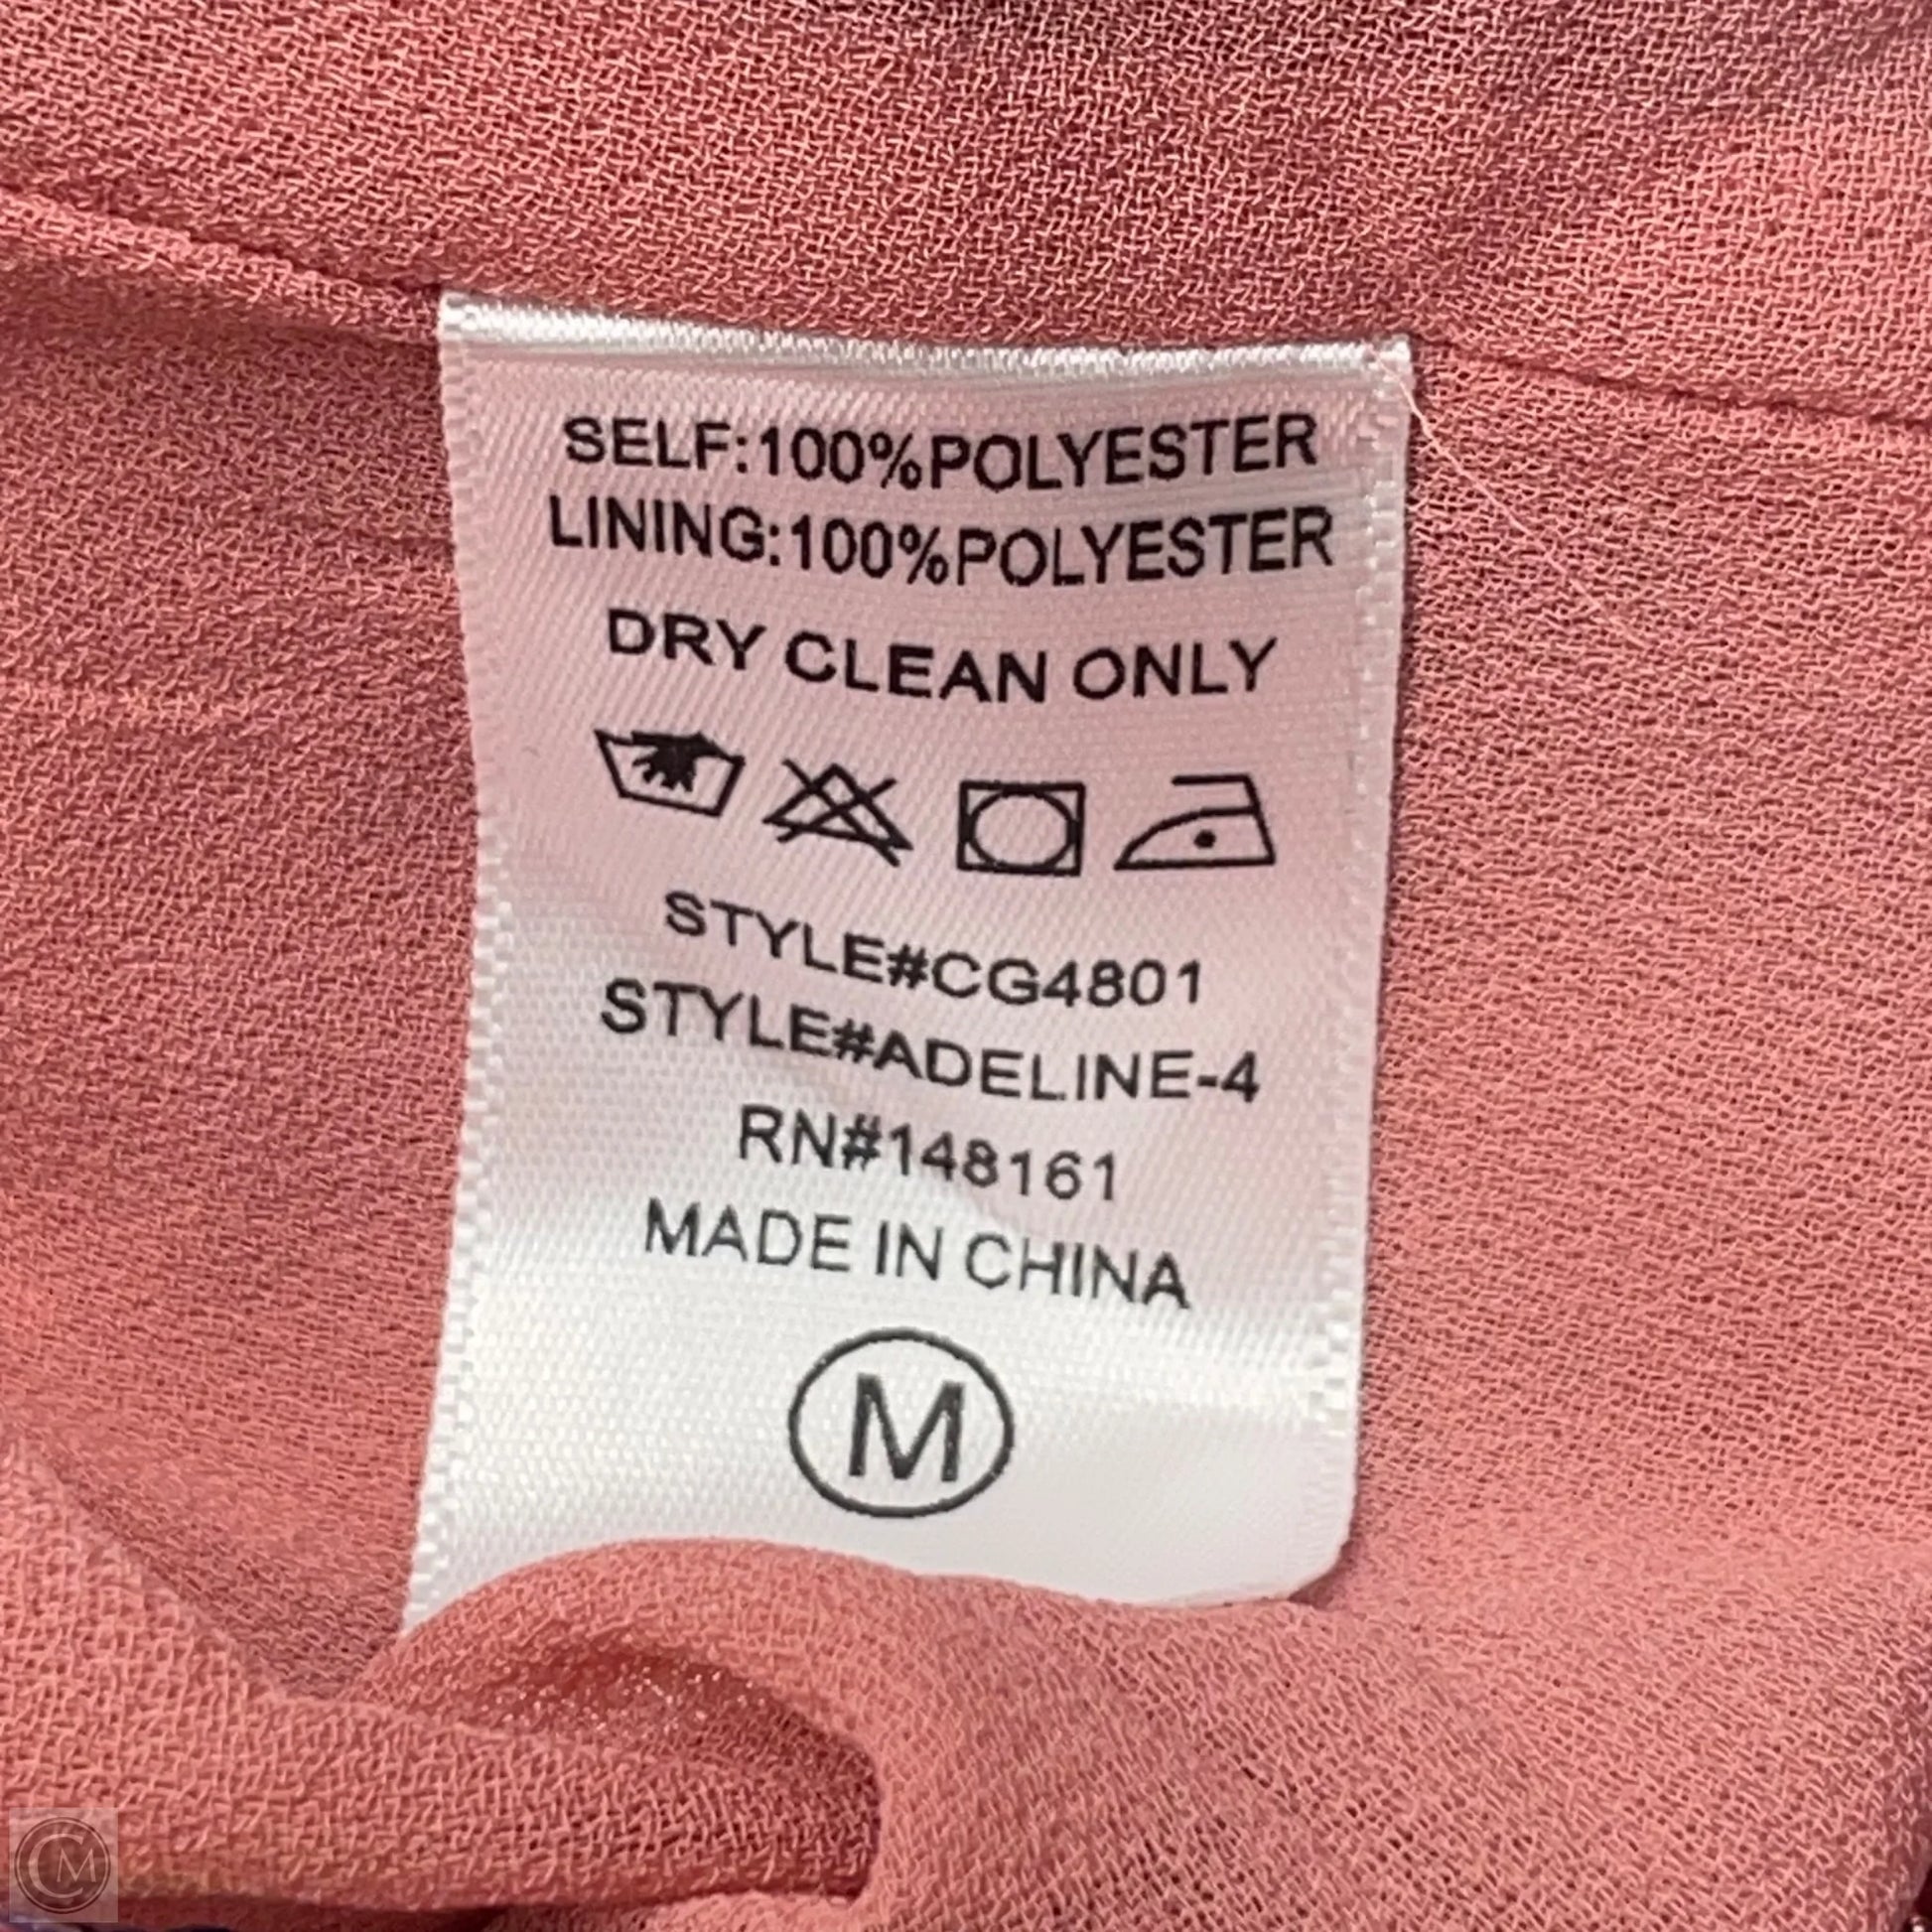 SELF:100%POLYESTER
LINING:100%POLYESTER
DRY CLEAN ONLY
STYLE#CG4801
STYLE#ADELINE-4
RN#148161
MADE IN CHINA
M
CM